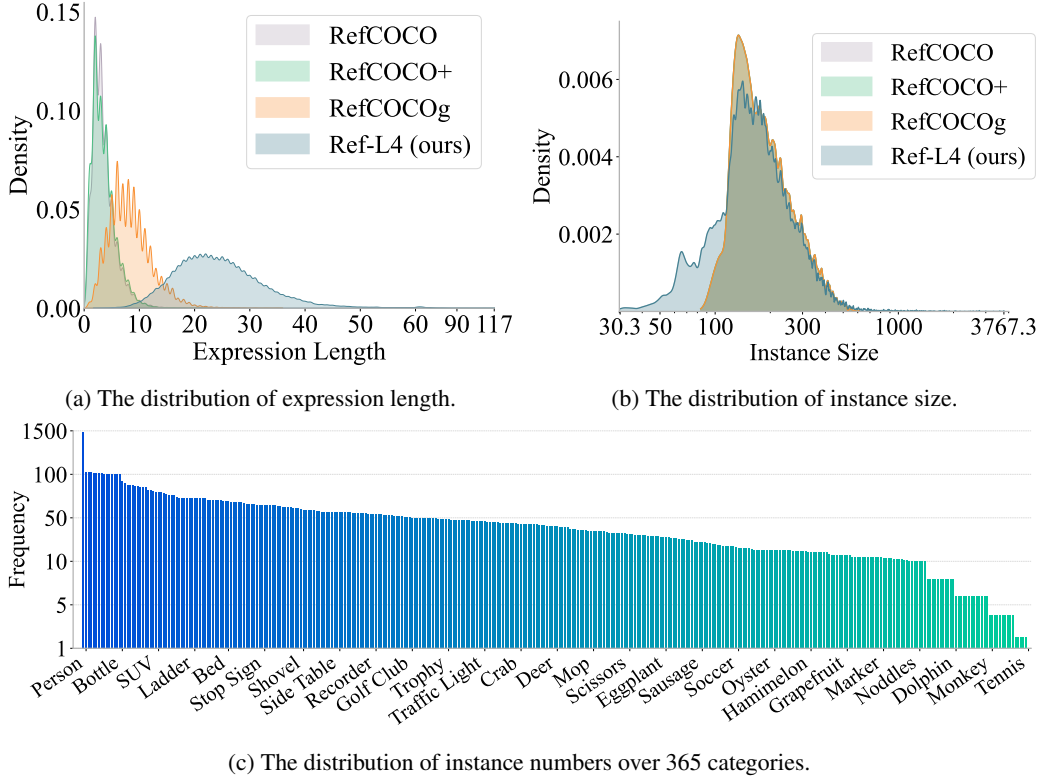 0.15
0.10
0.05
0.00
Density
0 10 20 30 40 50 60 90 117
Expression Length
RefCOCO
RefCOCO+
RefCOCOg
Ref-L4 (ours)
(a) The distribution of expression length.
0.006
0.004
0.002
Density
30.3 50 100 300 1000 3767.3
Instance Size
RefCOCO
RefCOCO+
RefCOCOg
Ref-L4 (ours)
(b) The distribution of instance size.
1500
100
50
10
5
1
Frequency
Person
Bottle
SUV
Ladder
Bed
Stop Sign
Shovel
Side Table
Recorder
Golf Club
Trophy
Traffic Light
Crab
Deer
Mop
Scissors
Eggplant
Sausage
Soccer
Oyster
Hamimelon
Grapefruit
Marker
Noddles
Dolphin
Monkey
Tennis
(c) The distribution of instance numbers over 365 categories.